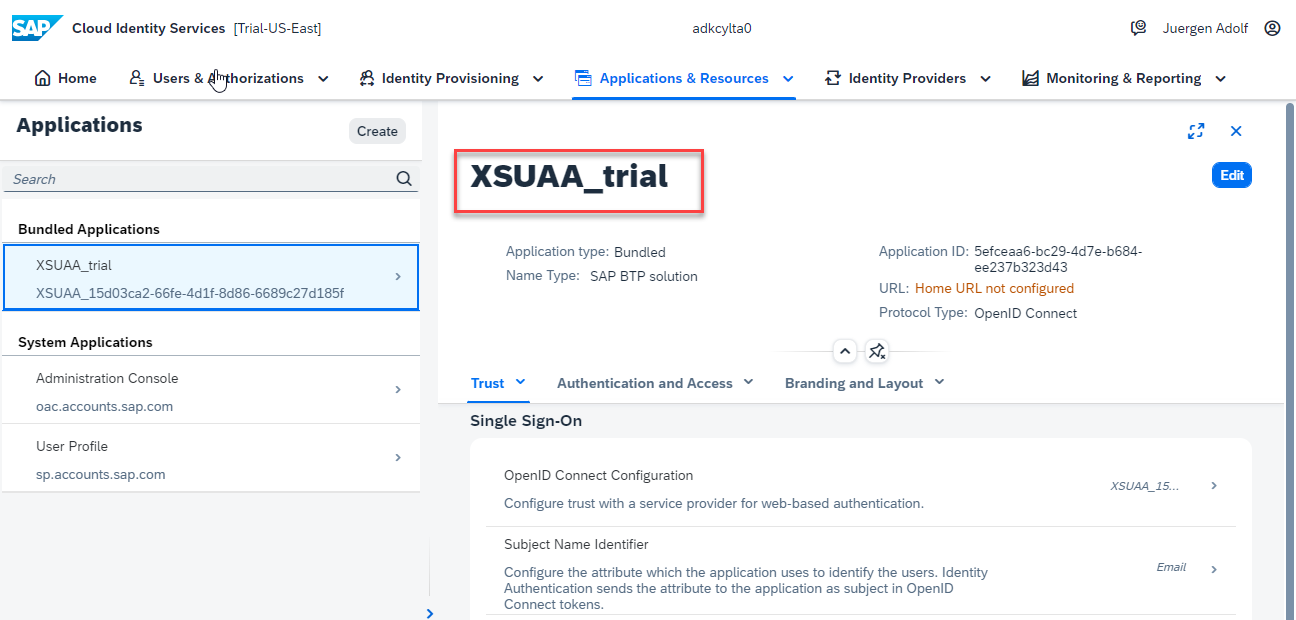 SAP Cloud Identity Services [Trial-US-East] adkcylta0 Juergen Adolf
Home Users & Authorizations Identity Provisioning Applications & Resources Identity Providers Monitoring & Reporting
Applications
Create
Search
Bundled Applications
XSUAA_trial
XSUAA_15d03ca2-66fe-4d1f-8d86-6689c27d185f
System Applications
Administration Console
oac.accounts.sap.com
User Profile
sp.accounts.sap.com
XSUAA_trial
Edit
Application type: Bundled
Name Type: SAP BTP solution
Application ID: 5efceaa6-bc29-4d7e-b684-
ee237b323d43
URL: Home URL not configured
Protocol Type: OpenID Connect
Trust Authentication and Access Branding and Layout
Single Sign-On
OpenID Connect Configuration
Configure trust with a service provider for web-based authentication.
XSUAA_15...
Subject Name Identifier
Configure the attribute which the application uses to identify the users. Identity
Authentication sends the attribute to the application as subject in OpenID
Connect tokens.
Email